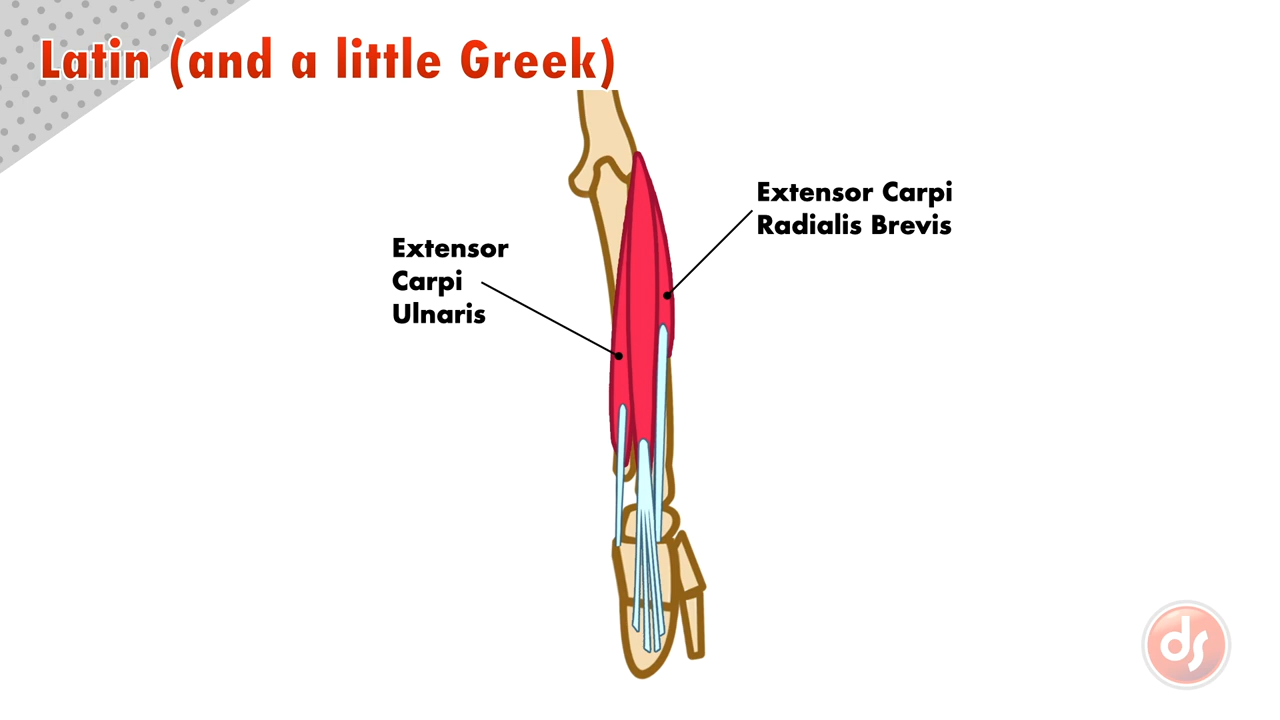 Latin (and a little Greek)
Extensor Carpi
Radialis Brevis
Extensor
Carpi
Ulnaris
ds